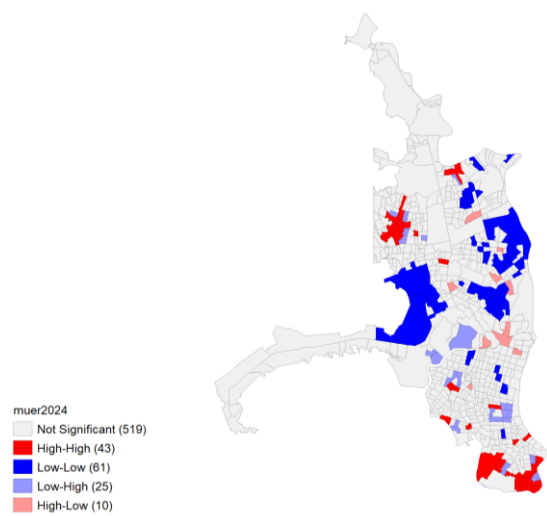 muer2024
Not Significant (519)
High-High (43)
Low-Low (61)
Low-High (25)
High-Low (10)